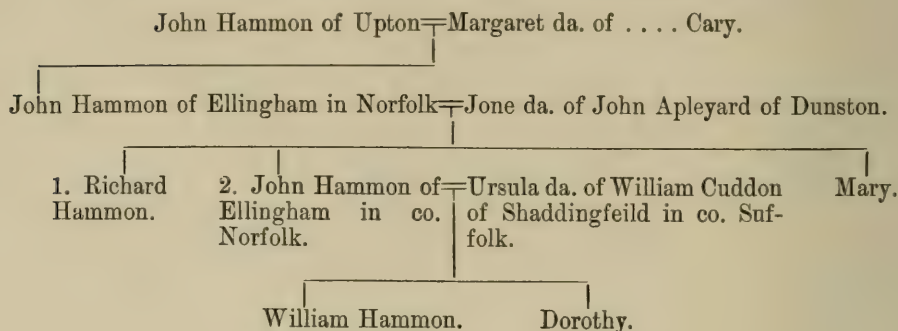 John Hammon of Upton=Margaret da. of .... Cary.
John Hammon of Ellingham in Norfolk=Jone da. of John Apleyard of Dunston.
1. Richard
Hammon.
2. John Hammon of=
Ellingham in co.
Norfolk.
Ursula da. of William Cuddon
of Shaddingfeild in co. Suf-
folk.
Mary.
William Hammon.
Dorothy.